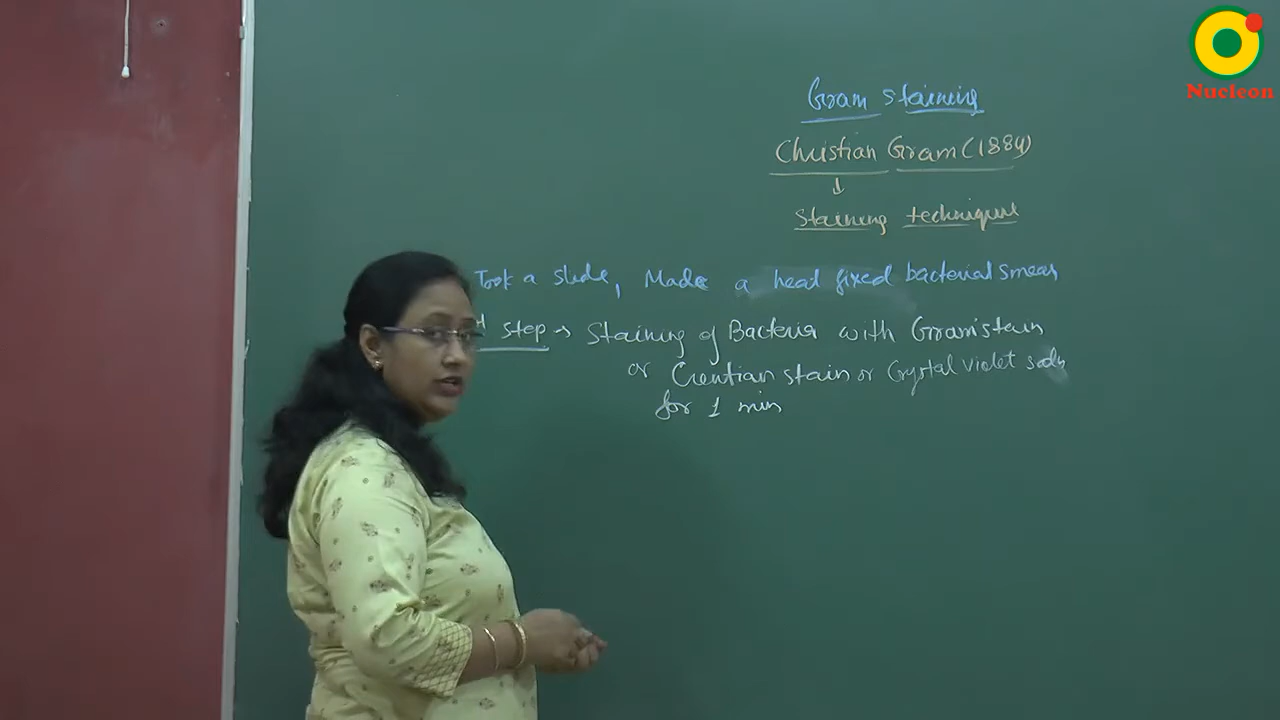 Nucleon
Gram staining
Christian Gram (1884)
↓
Staining technique
Took a slide, Made a head fixed bacterial smear
step → Staining of Bacteria with Gram's stain
or Gentian stain or Crystal Violet soln
for 1 min